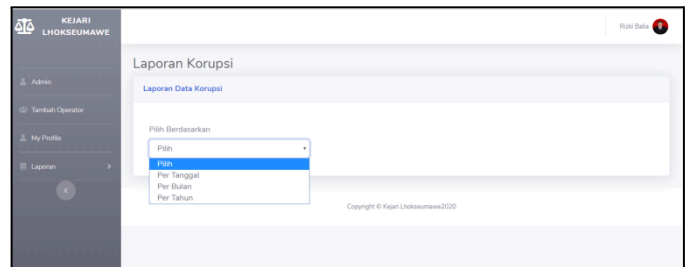 KEJARI
LHOKSEUMAWE
Rizki Balia
Admin
Tambah Operator
My Profile
Laporan
Laporan Korupsi
Laporan Data Korupsi
Pilih Berdasarkan
Pilih
Pilih
Per Tanggal
Per Bulan
Per Tahun
Copyright © Kejari Lhokseumawe2020